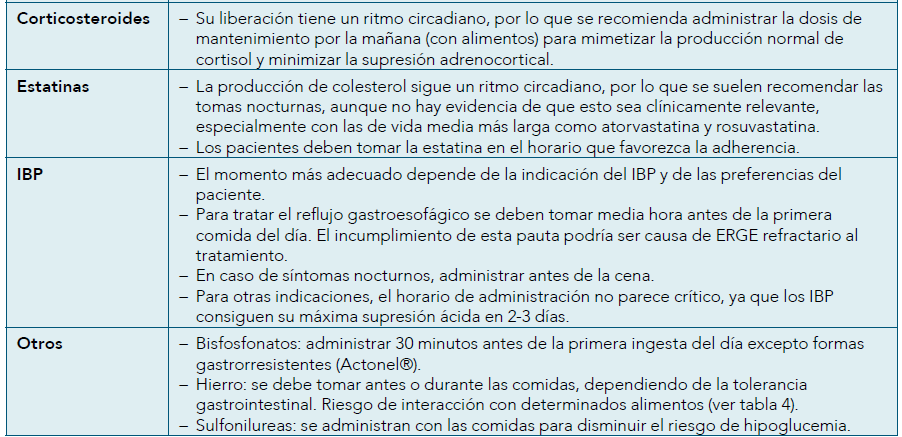 Corticosteroides
– Su liberación tiene un ritmo circadiano, por lo que se recomienda administrar la dosis de
mantenimiento por la mañana (con alimentos) para mimetizar la producción normal de
cortisol y minimizar la supresión adrenocortical.
Estatinas
– La producción de colesterol sigue un ritmo circadiano, por lo que se suelen recomendar las
tomas nocturnas, aunque no hay evidencia de que esto sea clínicamente relevante,
especialmente con las de vida media más larga como atorvastatina y rosuvastatina.
– Los pacientes deben tomar la estatina en el horario que favorezca la adherencia.
IBP
– El momento más adecuado depende de la indicación del IBP y de las preferencias del
paciente.
– Para tratar el reflujo gastroesofágico se deben tomar media hora antes de la primera
comida del día. El incumplimiento de esta pauta podría ser causa de ERGE refractario al
tratamiento.
– En caso de síntomas nocturnos, administrar antes de la cena.
– Para otras indicaciones, el horario de administración no parece crítico, ya que los IBP
consiguen su máxima supresión ácida en 2-3 días.
Otros
– Bisfosfonatos: administrar 30 minutos antes de la primera ingesta del día excepto formas
gastrorresistentes (Actonel®).
– Hierro: se debe tomar antes o durante las comidas, dependiendo de la tolerancia
gastrointestinal. Riesgo de interacción con determinados alimentos (ver tabla 4).
– Sulfonilureas: se administran con las comidas para disminuir el riesgo de hipoglucemia.